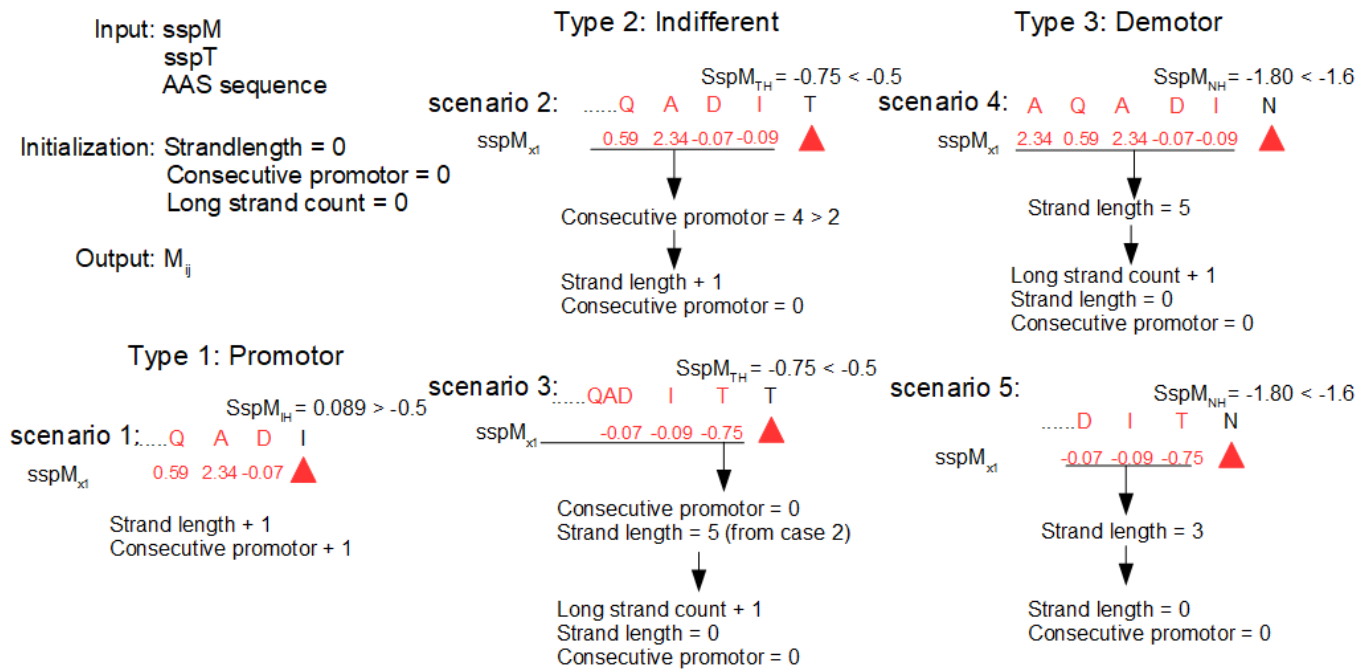 Input: sspM
sspT
AAS sequence
Initialization: Strandlength = 0
Consecutive promotor = 0
Long strand count = 0
Output: Mij
Type 1: Promotor
SspMIH = 0.089 > -0.5
scenario 1:.....Q A D I
sspMx1 0.59 2.34 -0.07
Strand length + 1
Consecutive promotor + 1
Type 2: Indifferent
SspMTH = -0.75 < -0.5
scenario 2: ......Q A D I T
sspMx1 0.59 2.34 -0.07 -0.09
Consecutive promotor = 4 > 2
Strand length + 1
Consecutive promotor = 0
SspMTH = -0.75 < -0.5
scenario 3: ......QAD I T T
sspMx1 -0.07 -0.09 -0.75
Consecutive promotor = 0
Strand length = 5 (from case 2)
Long strand count + 1
Strand length = 0
Consecutive promotor = 0
Type 3: Demotor
SspMNH = -1.80 < -1.6
scenario 4: A Q A D I N
sspMx1 2.34 0.59 2.34 -0.07 -0.09
Strand length = 5
Long strand count + 1
Strand length = 0
Consecutive promotor = 0
scenario 5: SspMNH = -1.80 < -1.6
......D I T N
sspMx1 -0.07 -0.09 -0.75
Strand length = 3
Strand length = 0
Consecutive promotor = 0